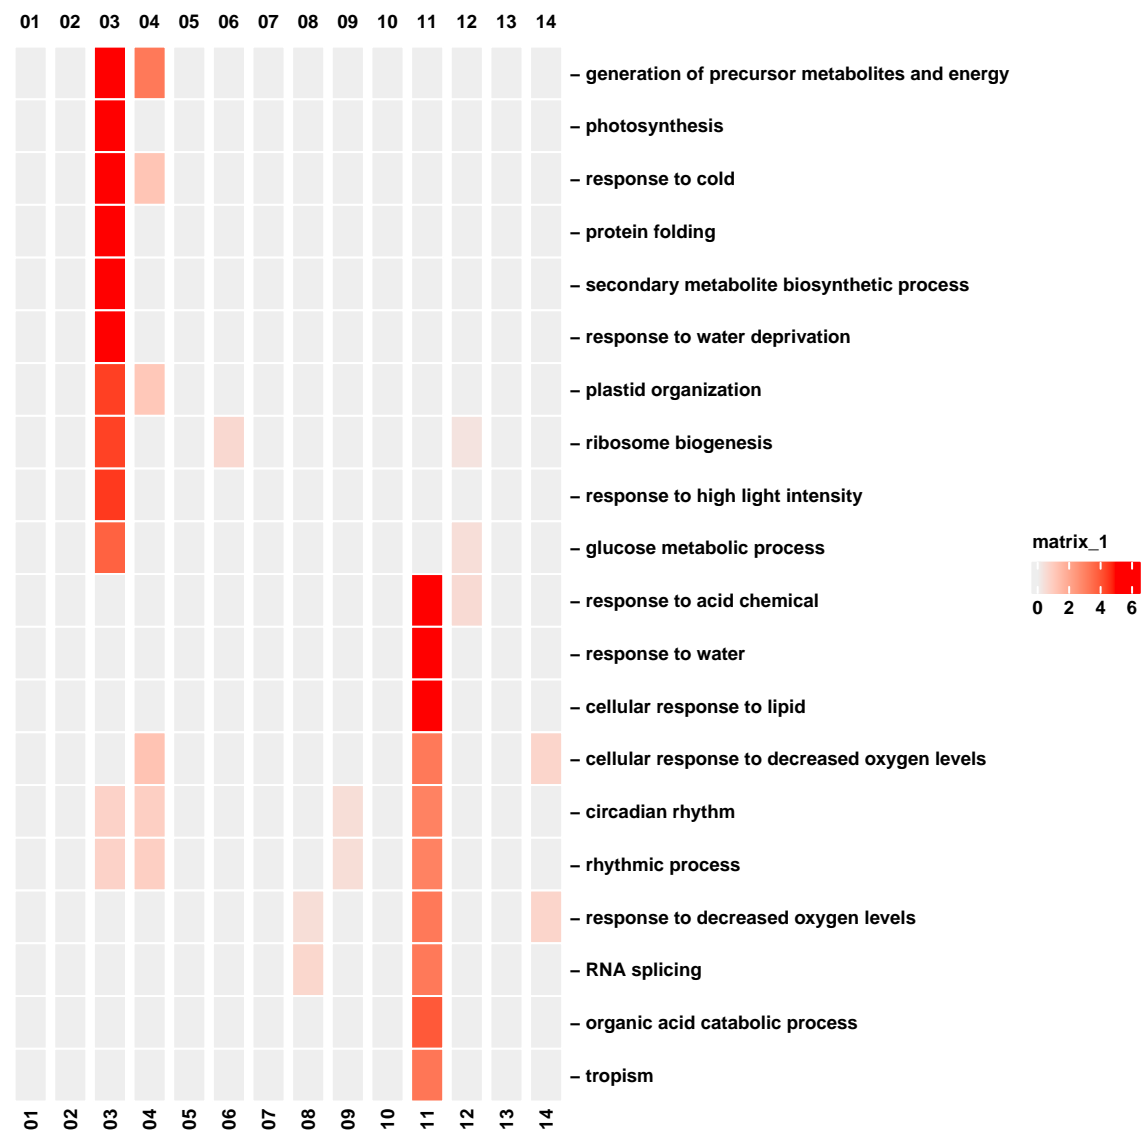 01 02 03 04 05 06 07 08 09 10 11 12 13 14
– generation of precursor metabolites and energy
– photosynthesis
– response to cold
– protein folding
– secondary metabolite biosynthetic process
– response to water deprivation
– plastid organization
– ribosome biogenesis
– response to high light intensity
– glucose metabolic process
– response to acid chemical
– response to water
– cellular response to lipid
– cellular response to decreased oxygen levels
– circadian rhythm
– rhythmic process
– response to decreased oxygen levels
– RNA splicing
– organic acid catabolic process
– tropism
01 02 03 04 05 06 07 08 09 10 11 12 13 14
matrix_1
0 2 4 6